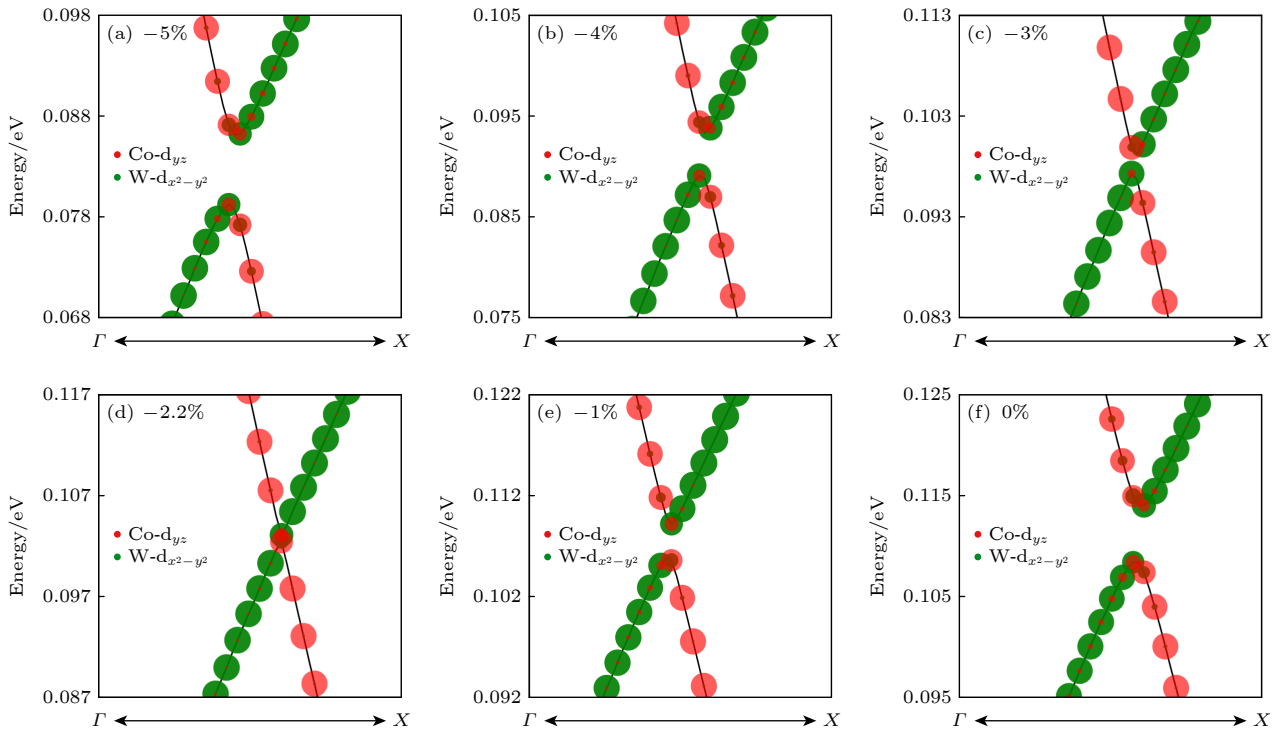 0.098
(a) −5%
0.088
Co-d_yz
W-d_x²−y²
0.078
0.068
Energy/eV
Γ X
0.105
(b) −4%
0.095
Co-d_yz
W-d_x²−y²
0.085
0.075
Energy/eV
Γ X
0.113
(c) −3%
0.103
Co-d_yz
W-d_x²−y²
0.093
0.083
Energy/eV
Γ X
0.117
(d) −2.2%
0.107
Co-d_yz
W-d_x²−y²
0.097
0.087
Energy/eV
Γ X
0.122
(e) −1%
0.112
Co-d_yz
W-d_x²−y²
0.102
0.092
Energy/eV
Γ X
0.125
(f) 0%
0.115
Co-d_yz
W-d_x²−y²
0.105
0.095
Energy/eV
Γ X